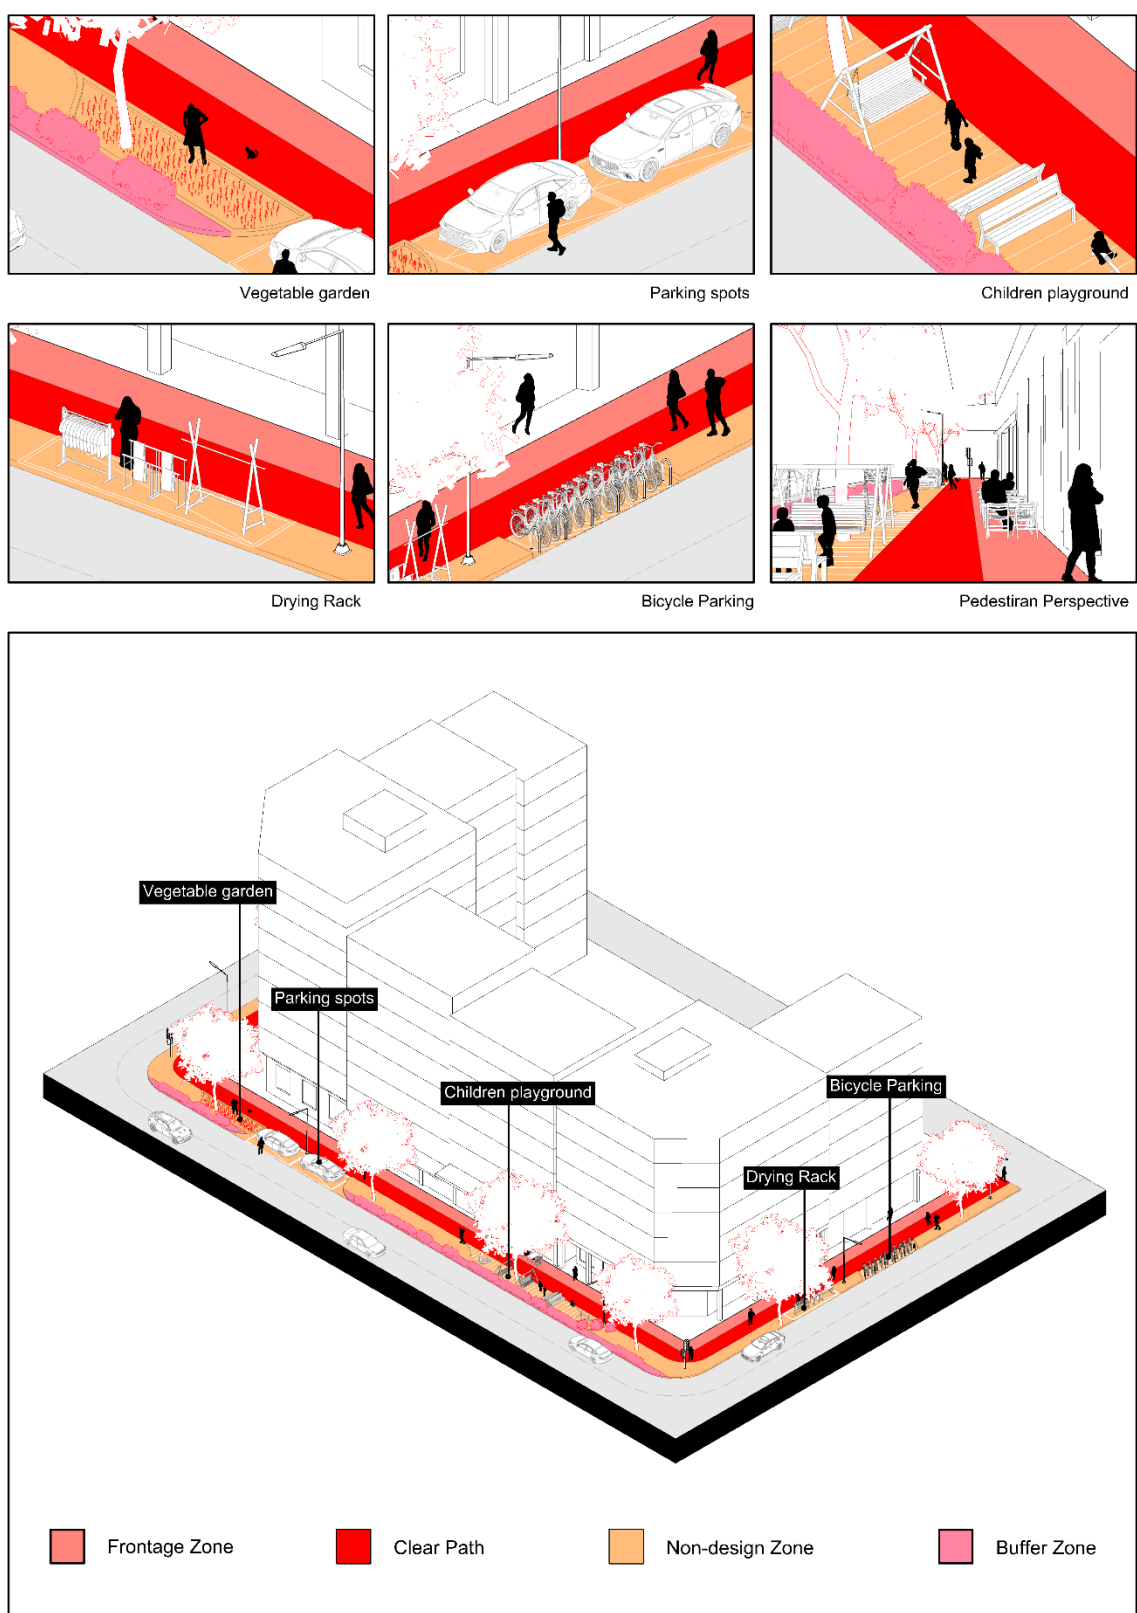 Vegetable garden
Parking spots
Children playground
Drying Rack
Bicycle Parking
Pedestiran Perspective
Vegetable garden
Parking spots
Children playground
Bicycle Parking
Drying Rack
Frontage Zone
Clear Path
Non-design Zone
Buffer Zone